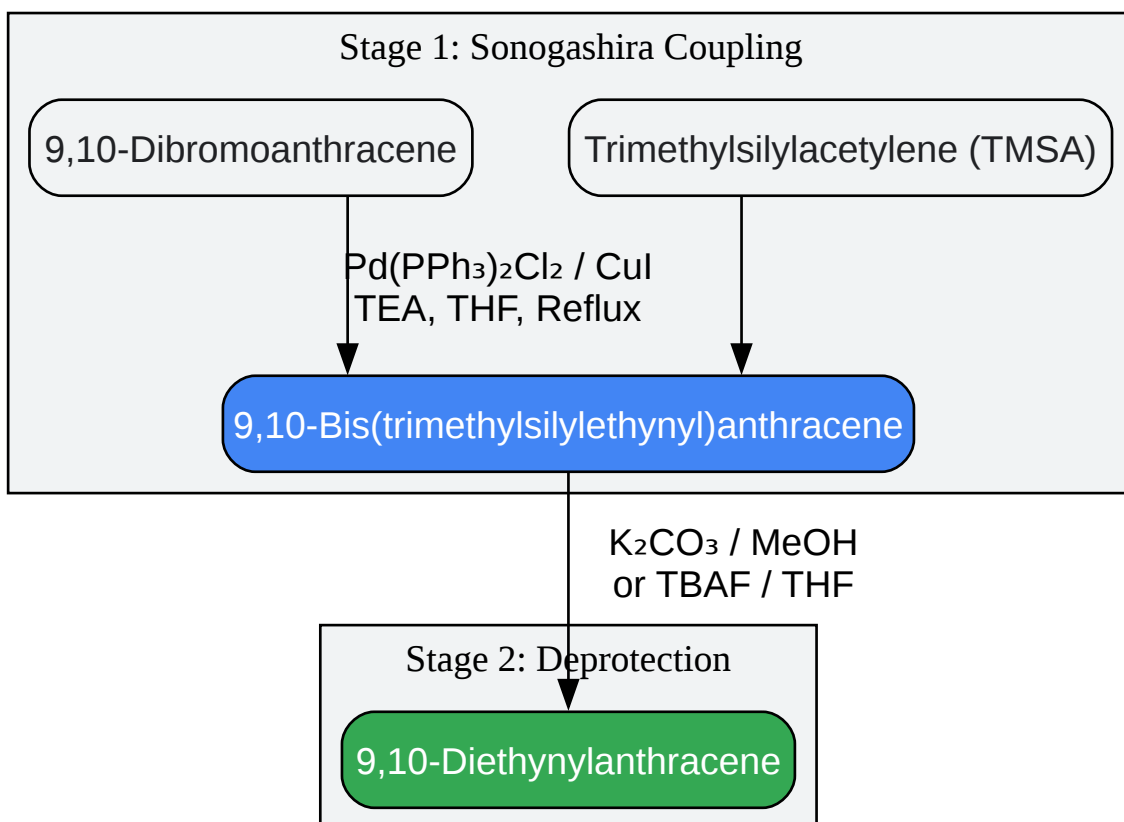 Stage 1: Sonogashira Coupling
9,10-Dibromoanthracene
Trimethylsilylacetylene (TMSA)
Pd(PPh₃)₂Cl₂ / CuI
TEA, THF, Reflux
9,10-Bis(trimethylsilylethynyl)anthracene
K₂CO₃ / MeOH
or TBAF / THF
Stage 2: Deprotection
9,10-Diethynylanthracene